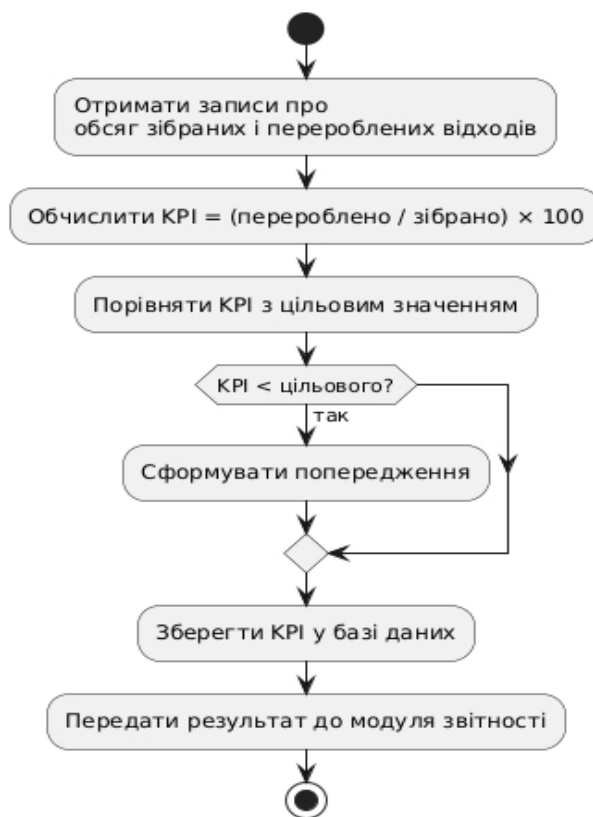 Отримати записи про
обсяг зібраних і перероблених відходів
Обчислити KPI = (перероблено / зібрано) × 100
Порівняти KPI з цільовим значенням
KPI < цільового?
так
Сформувати попередження
Зберегти KPI у базі даних
Передати результат до модуля звітності